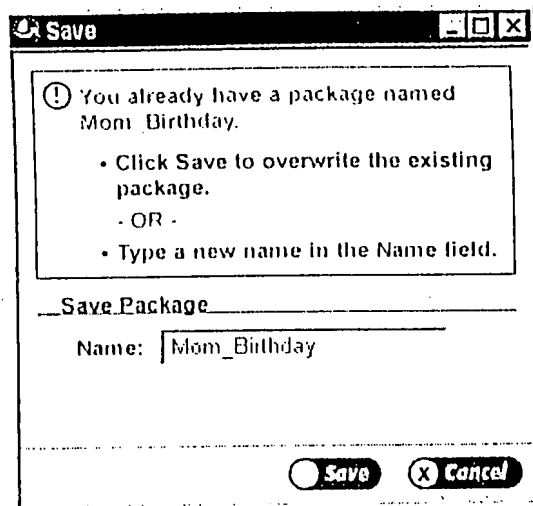 Save
You already have a package named
Mom_Birthday.
• Click Save to overwrite the existing
package.
- OR -
• Type a new name in the Name field.
Save Package
Name: Mom_Birthday
Save Cancel